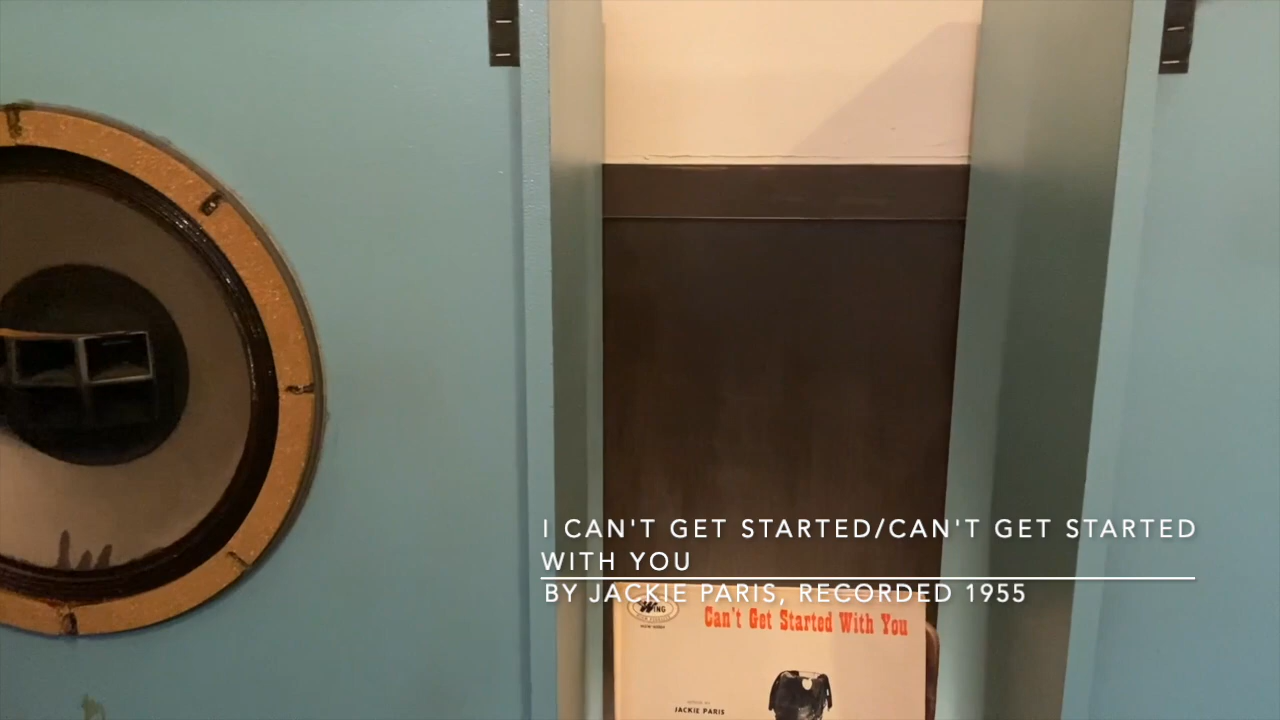 I CAN'T GET STARTED/CAN'T GET STARTED
WITH YOU
BY JACKIE PARIS, RECORDED 1955
WING
Can't Get Started With You
JACKIE PARIS